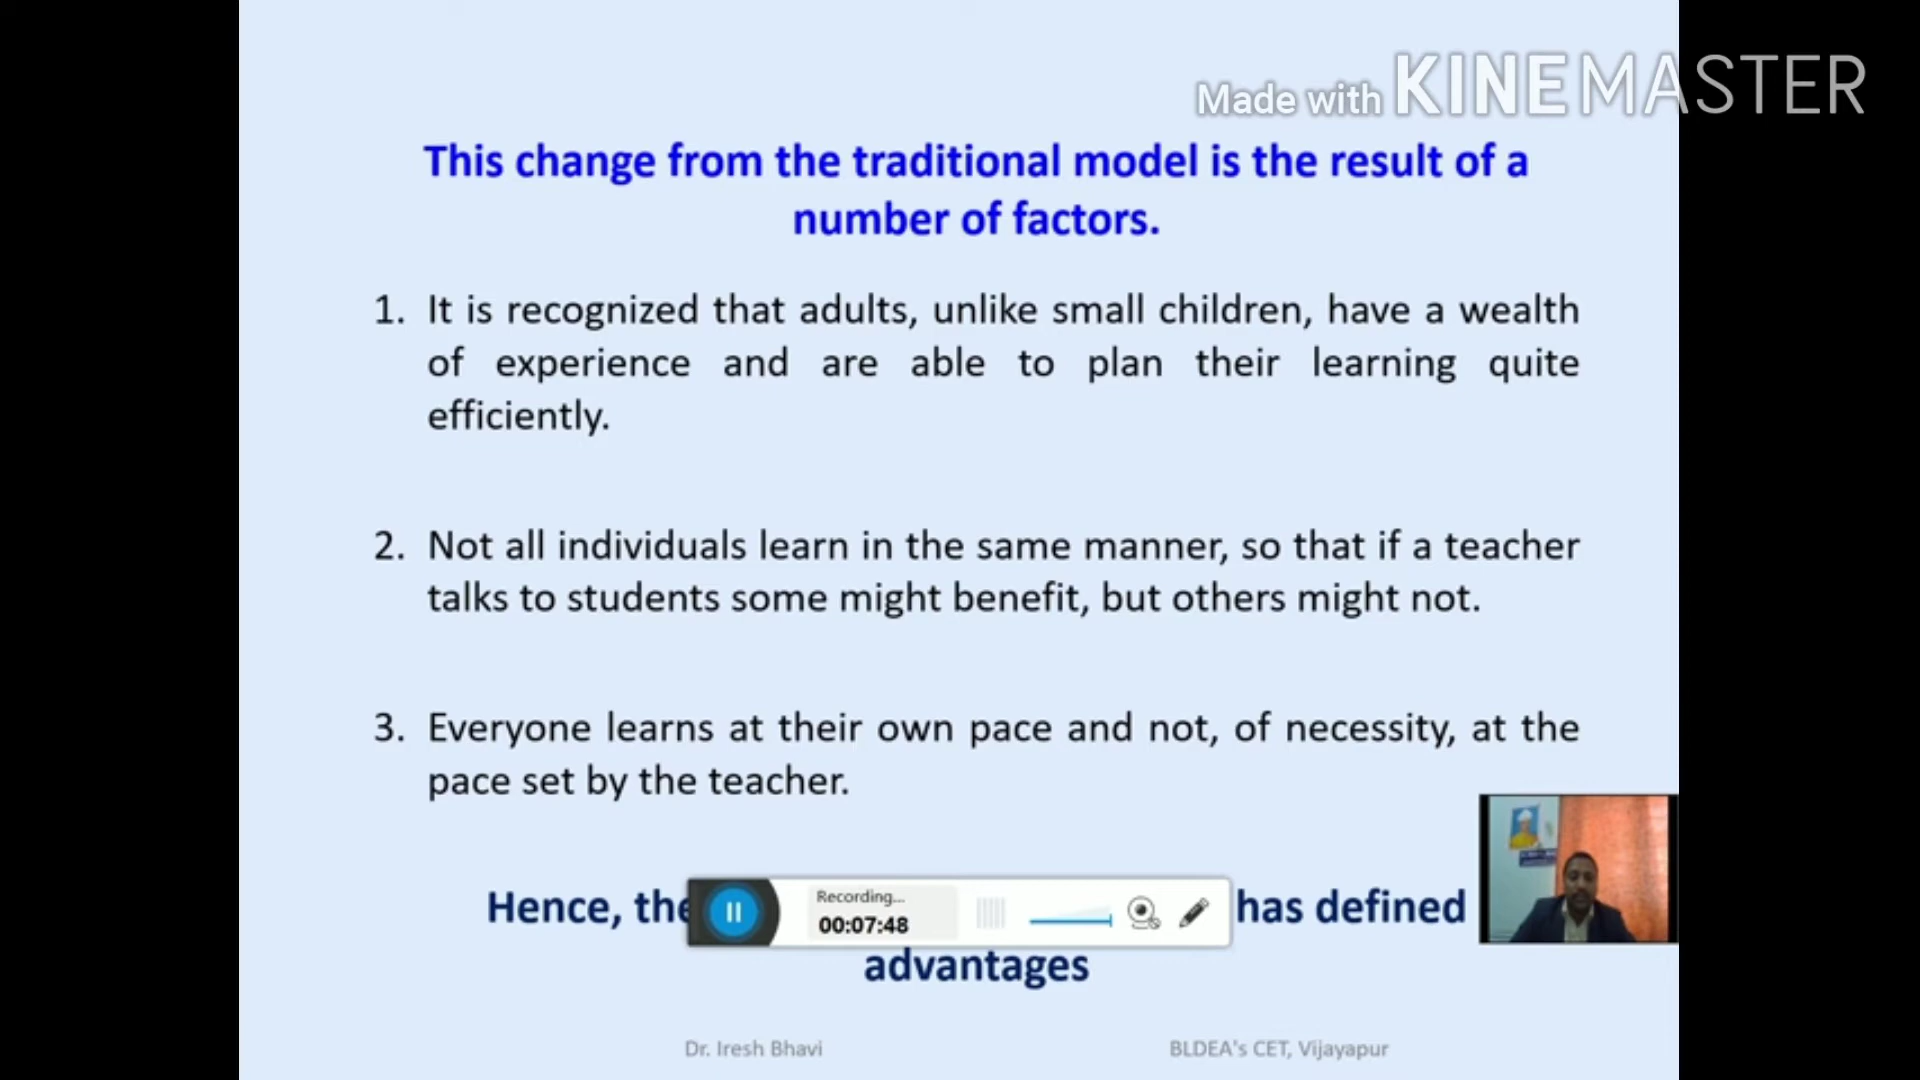 Made with KINEMASTER
This change from the traditional model is the result of a
number of factors.
1. It is recognized that adults, unlike small children, have a wealth
of experience and are able to plan their learning quite
efficiently.
2. Not all individuals learn in the same manner, so that if a teacher
talks to students some might benefit, but others might not.
3. Everyone learns at their own pace and not, of necessity, at the
pace set by the teacher.
Hence, the has defined
Recording...
00:07:48
advantages
Dr. Iresh Bhavi BLDEA's CET, Vijayapur